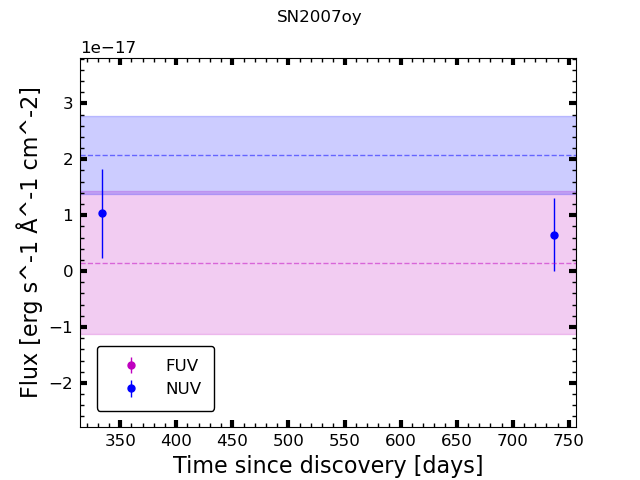 SN2007oy
1e−17
Flux [erg s^-1 Å^-1 cm^-2]
3
2
1
0
−1
−2
FUV
NUV
350 400 450 500 550 600 650 700 750
Time since discovery [days]